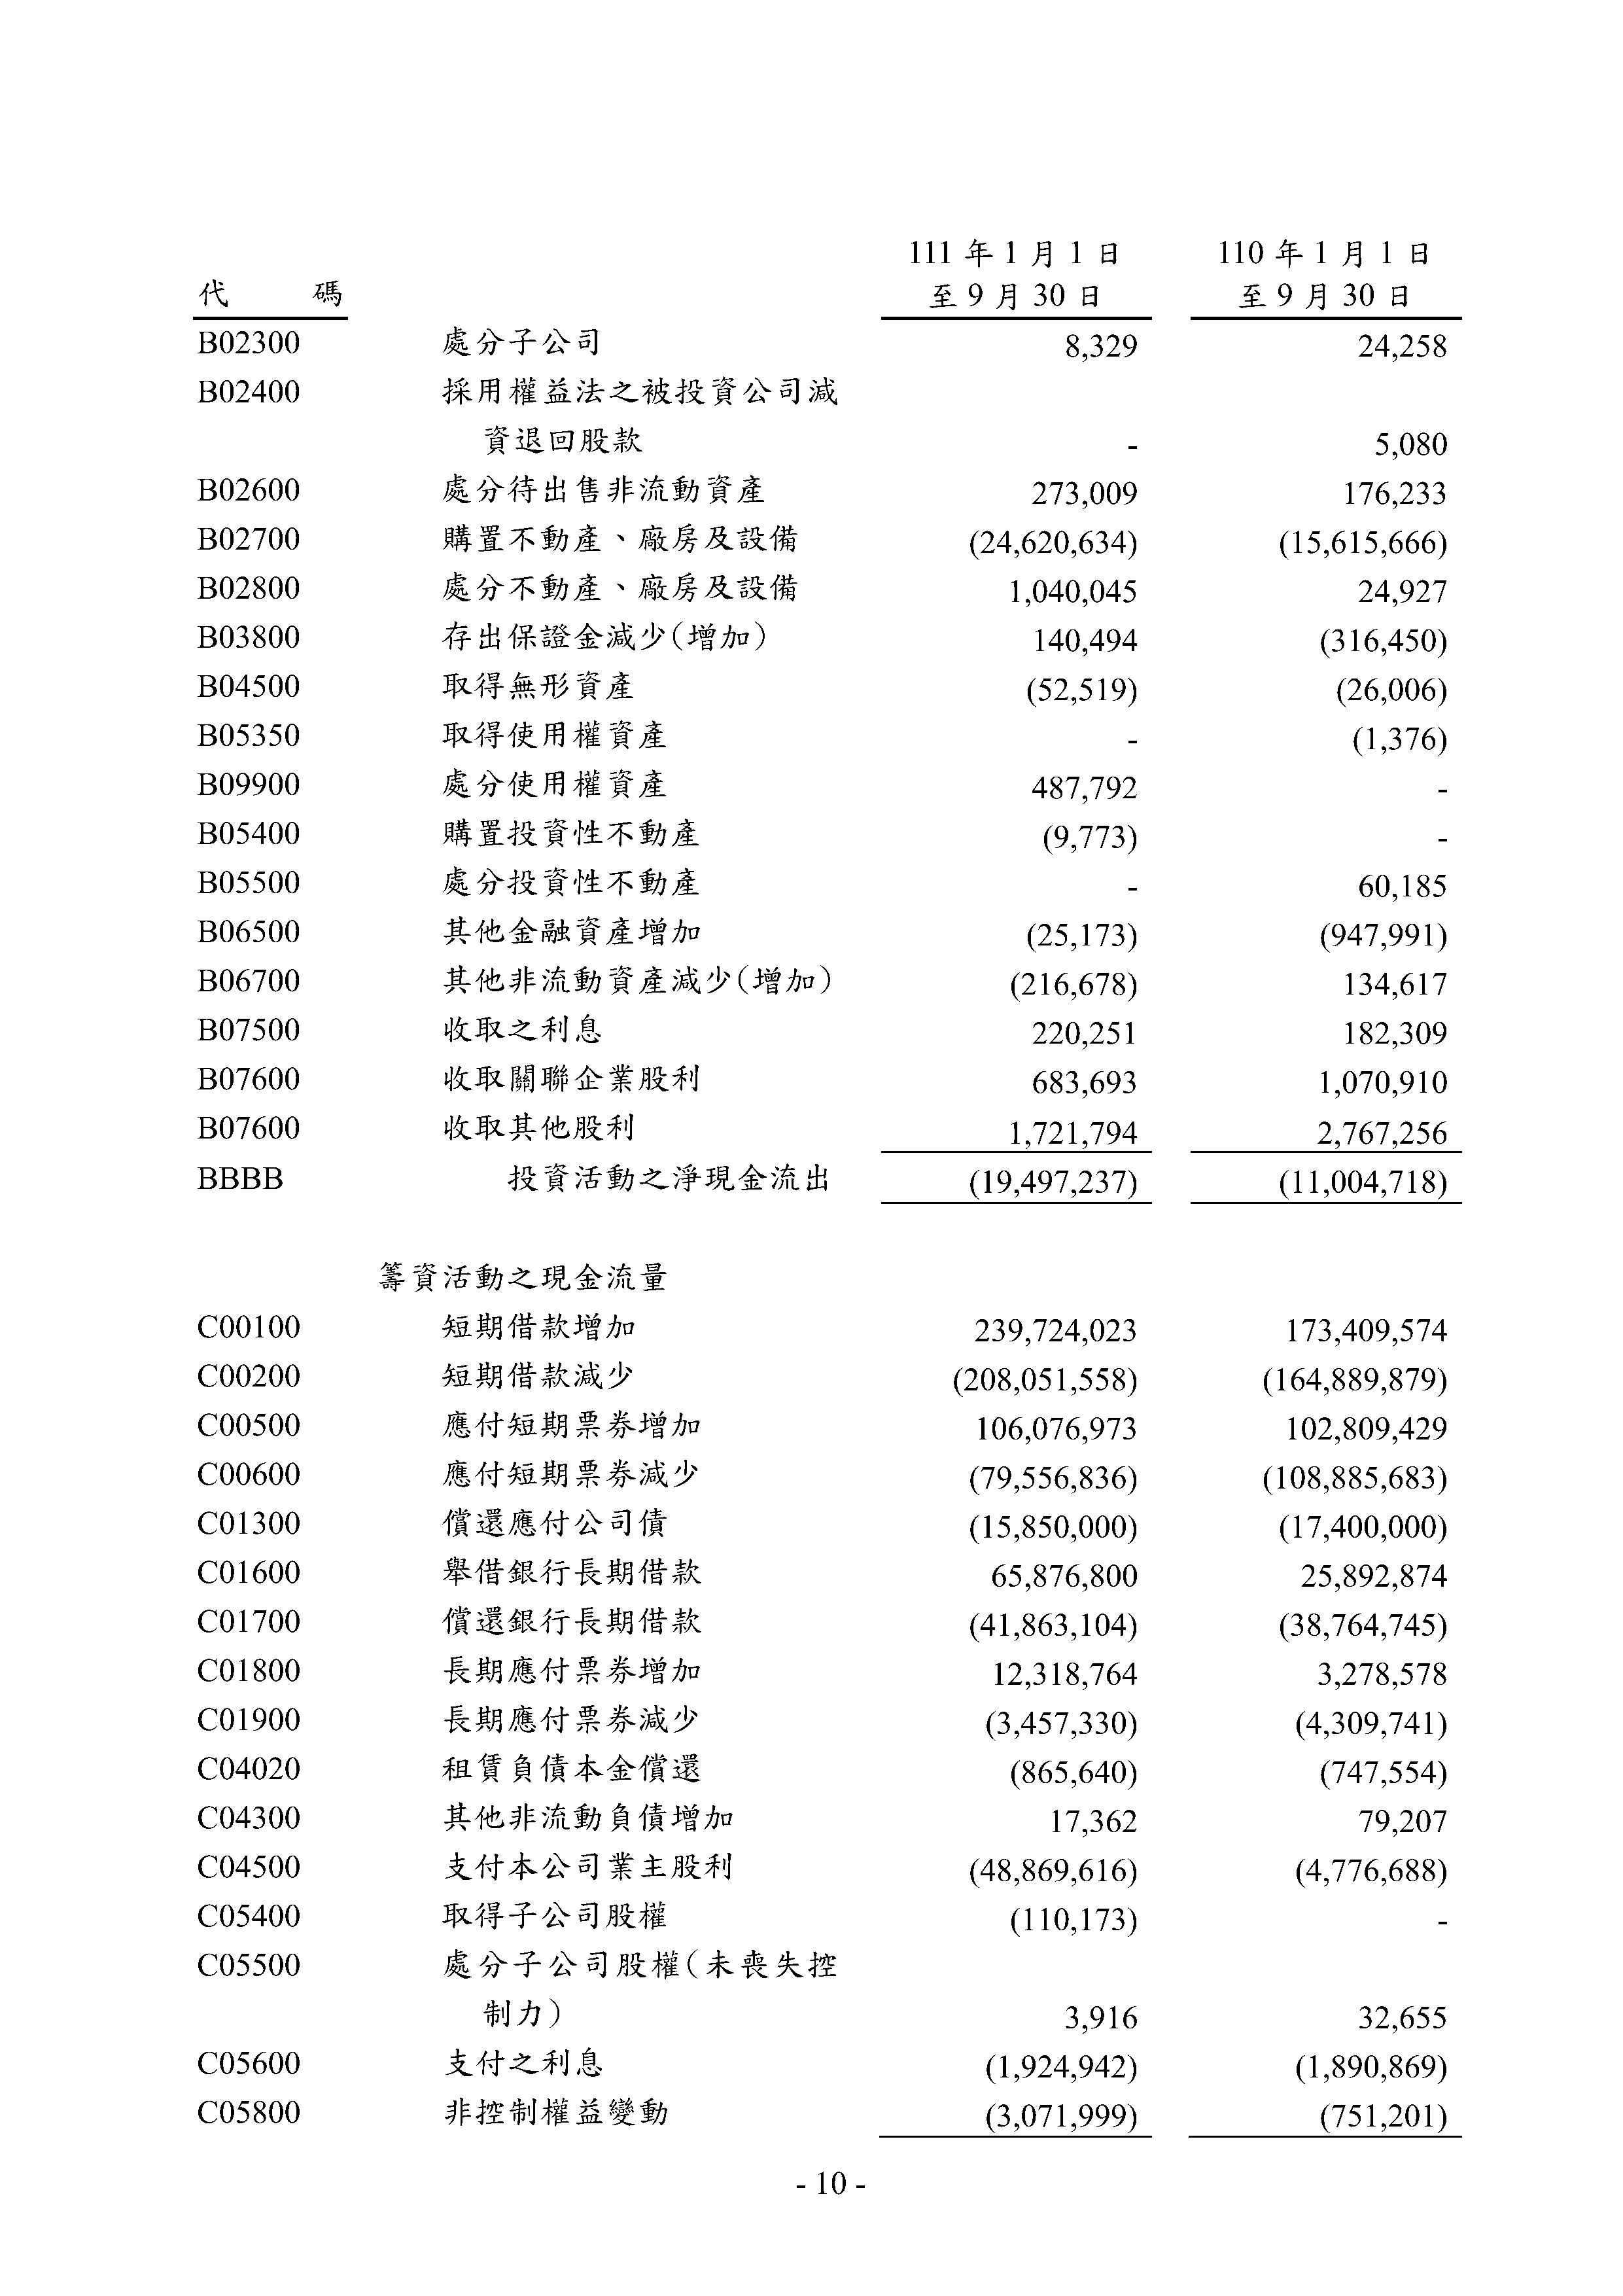 111 年 1 月 1 日 110 年 1 月 1 日
代 碼 至 9 月 30 日 至 9 月 30 日
B02300 處分子公司 8,329 24,258
B02400 採用權益法之被投資公司減
資退回股款 - 5,080
B02600 處分待出售非流動資產 273,009 176,233
B02700 購置不動產、廠房及設備 (24,620,634) (15,615,666)
B02800 處分不動產、廠房及設備 1,040,045 24,927
B03800 存出保證金減少(增加) 140,494 (316,450)
B04500 取得無形資產 (52,519) (26,006)
B05350 取得使用權資產 - (1,376)
B09900 處分使用權資產 487,792 -
B05400 購置投資性不動產 (9,773) -
B05500 處分投資性不動產 - 60,185
B06500 其他金融資產增加 (25,173) (947,991)
B06700 其他非流動資產減少(增加) (216,678) 134,617
B07500 收取之利息 220,251 182,309
B07600 收取關聯企業股利 683,693 1,070,910
B07600 收取其他股利 1,721,794 2,767,256
BBBB 投資活動之淨現金流出 (19,497,237) (11,004,718)
籌資活動之現金流量
C00100 短期借款增加 239,724,023 173,409,574
C00200 短期借款減少 (208,051,558) (164,889,879)
C00500 應付短期票券增加 106,076,973 102,809,429
C00600 應付短期票券減少 (79,556,836) (108,885,683)
C01300 償還應付公司債 (15,850,000) (17,400,000)
C01600 舉借銀行長期借款 65,876,800 25,892,874
C01700 償還銀行長期借款 (41,863,104) (38,764,745)
C01800 長期應付票券增加 12,318,764 3,278,578
C01900 長期應付票券減少 (3,457,330) (4,309,741)
C04020 租賃負債本金償還 (865,640) (747,554)
C04300 其他非流動負債增加 17,362 79,207
C04500 支付本公司業主股利 (48,869,616) (4,776,688)
C05400 取得子公司股權 (110,173) -
C05500 處分子公司股權(未喪失控
制力) 3,916 32,655
C05600 支付之利息 (1,924,942) (1,890,869)
C05800 非控制權益變動 (3,071,999) (751,201)
- 10 -